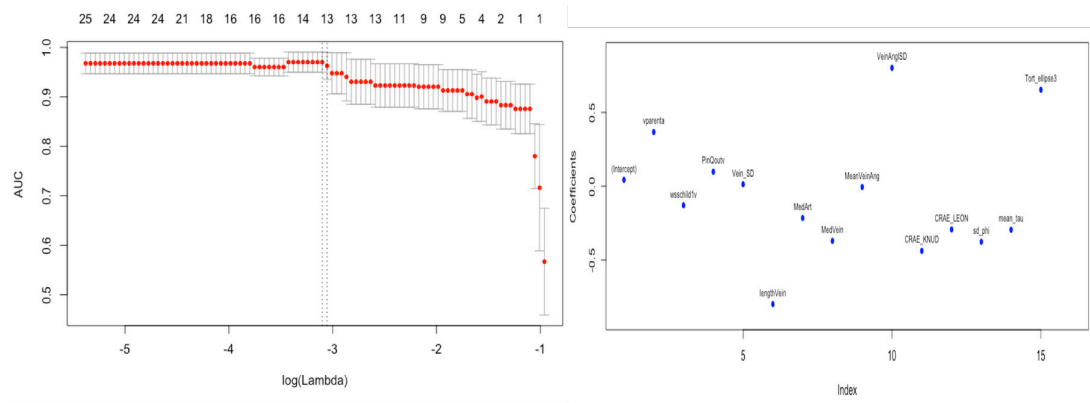 25 24 24 24 24 21 18 16 16 14 13 13 13 11 9 9 5 4 2 1 1
1.0
0.9
0.8
0.7
0.6
0.5
AUC
-5 -4 -3 -2 -1
log(Lambda)
VeinAnglSD
Tort_ellipse3
vparenta
PinQoutv
(Intercept)
Vein_SD
MeanVeinAng
wsschild1v
MedArt
MedVein
CRAE_LEON
mean_tau
CRAE_KNUD
sd_phi
lengthVein
0.5
0.0
-0.5
Coefficients
5 10 15
Index